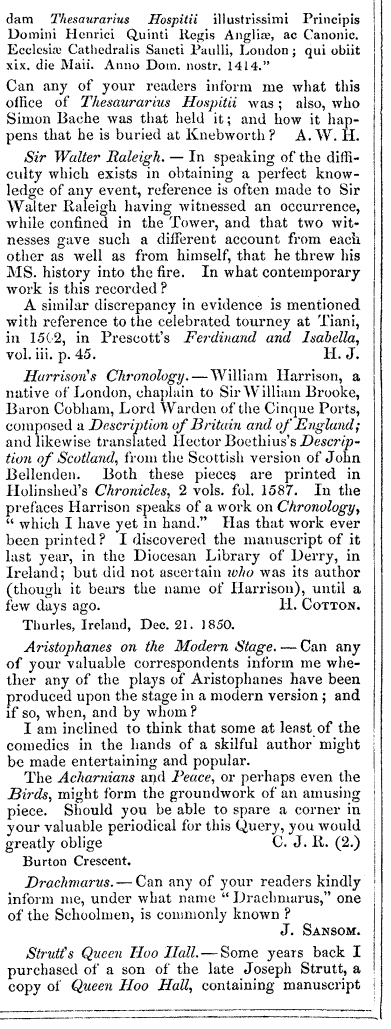 dam Thesaurarius Hospitii illustrissimi Principis
Domini Henrici Quinti Regis Angliæ, ac Canonic.
Ecclesiæ Cathedralis Sancti Paulli, London; qui obiit
xix. die Maii. Anno Dom. nostr. 1414."
Can any of your readers inform me what this
office of Thesaurarius Hospitii was; also, who
Simon Bache was that held it; and how it hap-
pens that he is buried at Knebworth? A. W. H.
Sir Walter Raleigh. — In speaking of the diffi-
culty which exists in obtaining a perfect know-
ledge of any event, reference is often made to Sir
Walter Raleigh having witnessed an occurrence,
while confined in the Tower, and that two wit-
nesses gave such a different account from each
other as well as from himself, that he threw his
MS. history into the fire. In what contemporary
work is this recorded?
A similar discrepancy in evidence is mentioned
with reference to the celebrated tourney at Tiani,
in 1502, in Prescott's Ferdinand and Isabella,
vol. iii. p. 45. H. J.
Harrison's Chronology. — William Harrison, a
native of London, chaplain to Sir William Brooke,
Baron Cobham, Lord Warden of the Cinque Ports,
composed a Description of Britain and of England;
and likewise translated Hector Boethius's Descrip-
tion of Scotland, from the Scottish version of John
Bellenden. Both these pieces are printed in
Holinshed's Chronicles, 2 vols. fol. 1587. In the
prefaces Harrison speaks of a work on Chronology,
" which I have yet in hand." Has that work ever
been printed? I discovered the manuscript of it
last year, in the Diocesan Library of Derry, in
Ireland; but did not ascertain who was its author
(though it bears the name of Harrison), until a
few days ago. H. COTTON.
Thurles, Ireland, Dec. 21. 1850.
Aristophanes on the Modern Stage. — Can any
of your valuable correspondents inform me whe-
ther any of the plays of Aristophanes have been
produced upon the stage in a modern version; and
if so, when, and by whom?
I am inclined to think that some at least of the
comedies in the hands of a skilful author might
be made entertaining and popular.
The Acharnians and Peace, or perhaps even the
Birds, might form the groundwork of an amusing
piece. Should you be able to spare a corner in
your valuable periodical for this Query, you would
greatly oblige C. J. R. (2.)
Burton Crescent.
Drachmarus. — Can any of your readers kindly
inform me, under what name "Drachmarus," one
of the Schoolmen, is commonly known?
J. SANSOM.
Strutt's Queen Hoo Hall. — Some years back I
purchased of a son of the late Joseph Strutt, a
copy of Queen Hoo Hall, containing manuscript